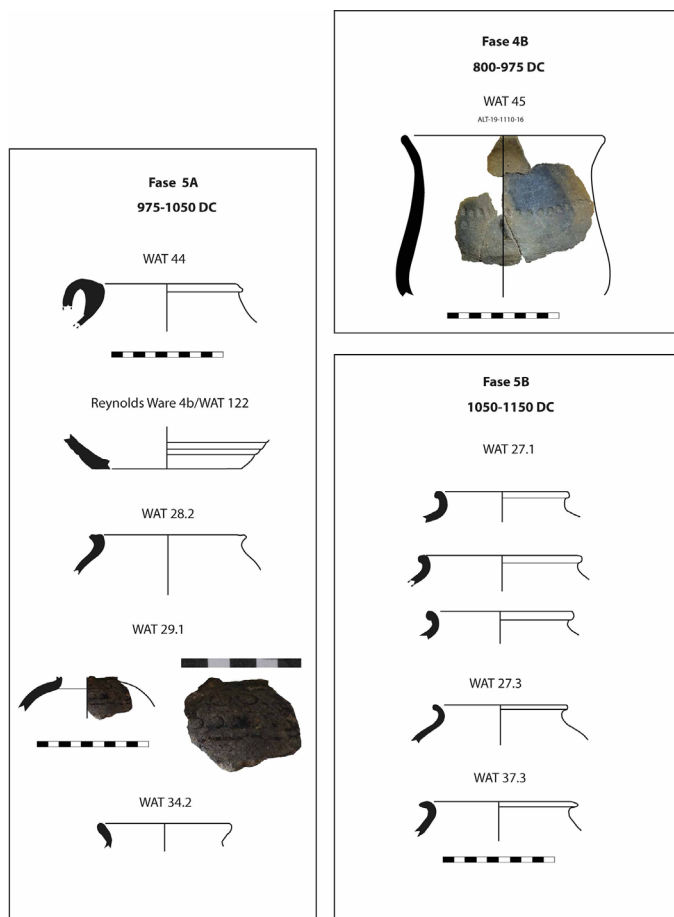 Fase 4B
800-975 DC
WAT 45
ALT-19-1110-16
Fase 5A
975-1050 DC
WAT 44
Reynolds Ware 4b/WAT 122
WAT 28.2
WAT 29.1
WAT 34.2
Fase 5B
1050-1150 DC
WAT 27.1
WAT 27.3
WAT 37.3